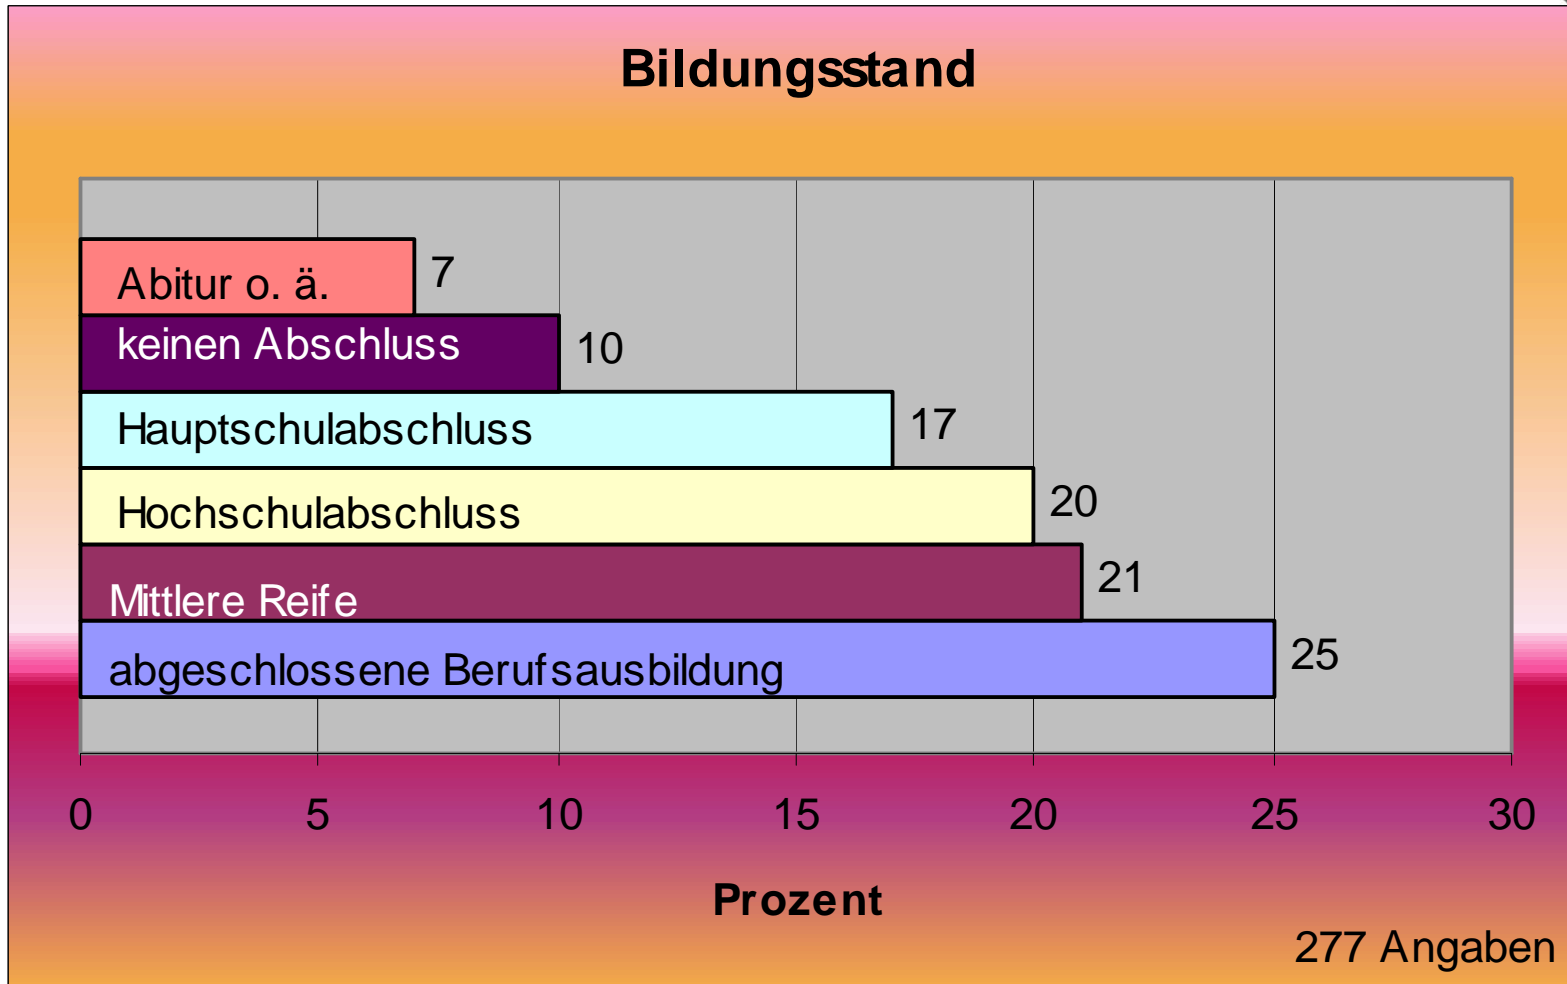 Bildungsstand
Abitur o. ä.
7
keinen Abschluss
10
Hauptschulabschluss
17
Hochschulabschluss
20
Mittlere Reife
21
abgeschlossene Berufsausbildung
25
0 5 10 15 20 25 30
Prozent
277 Angaben